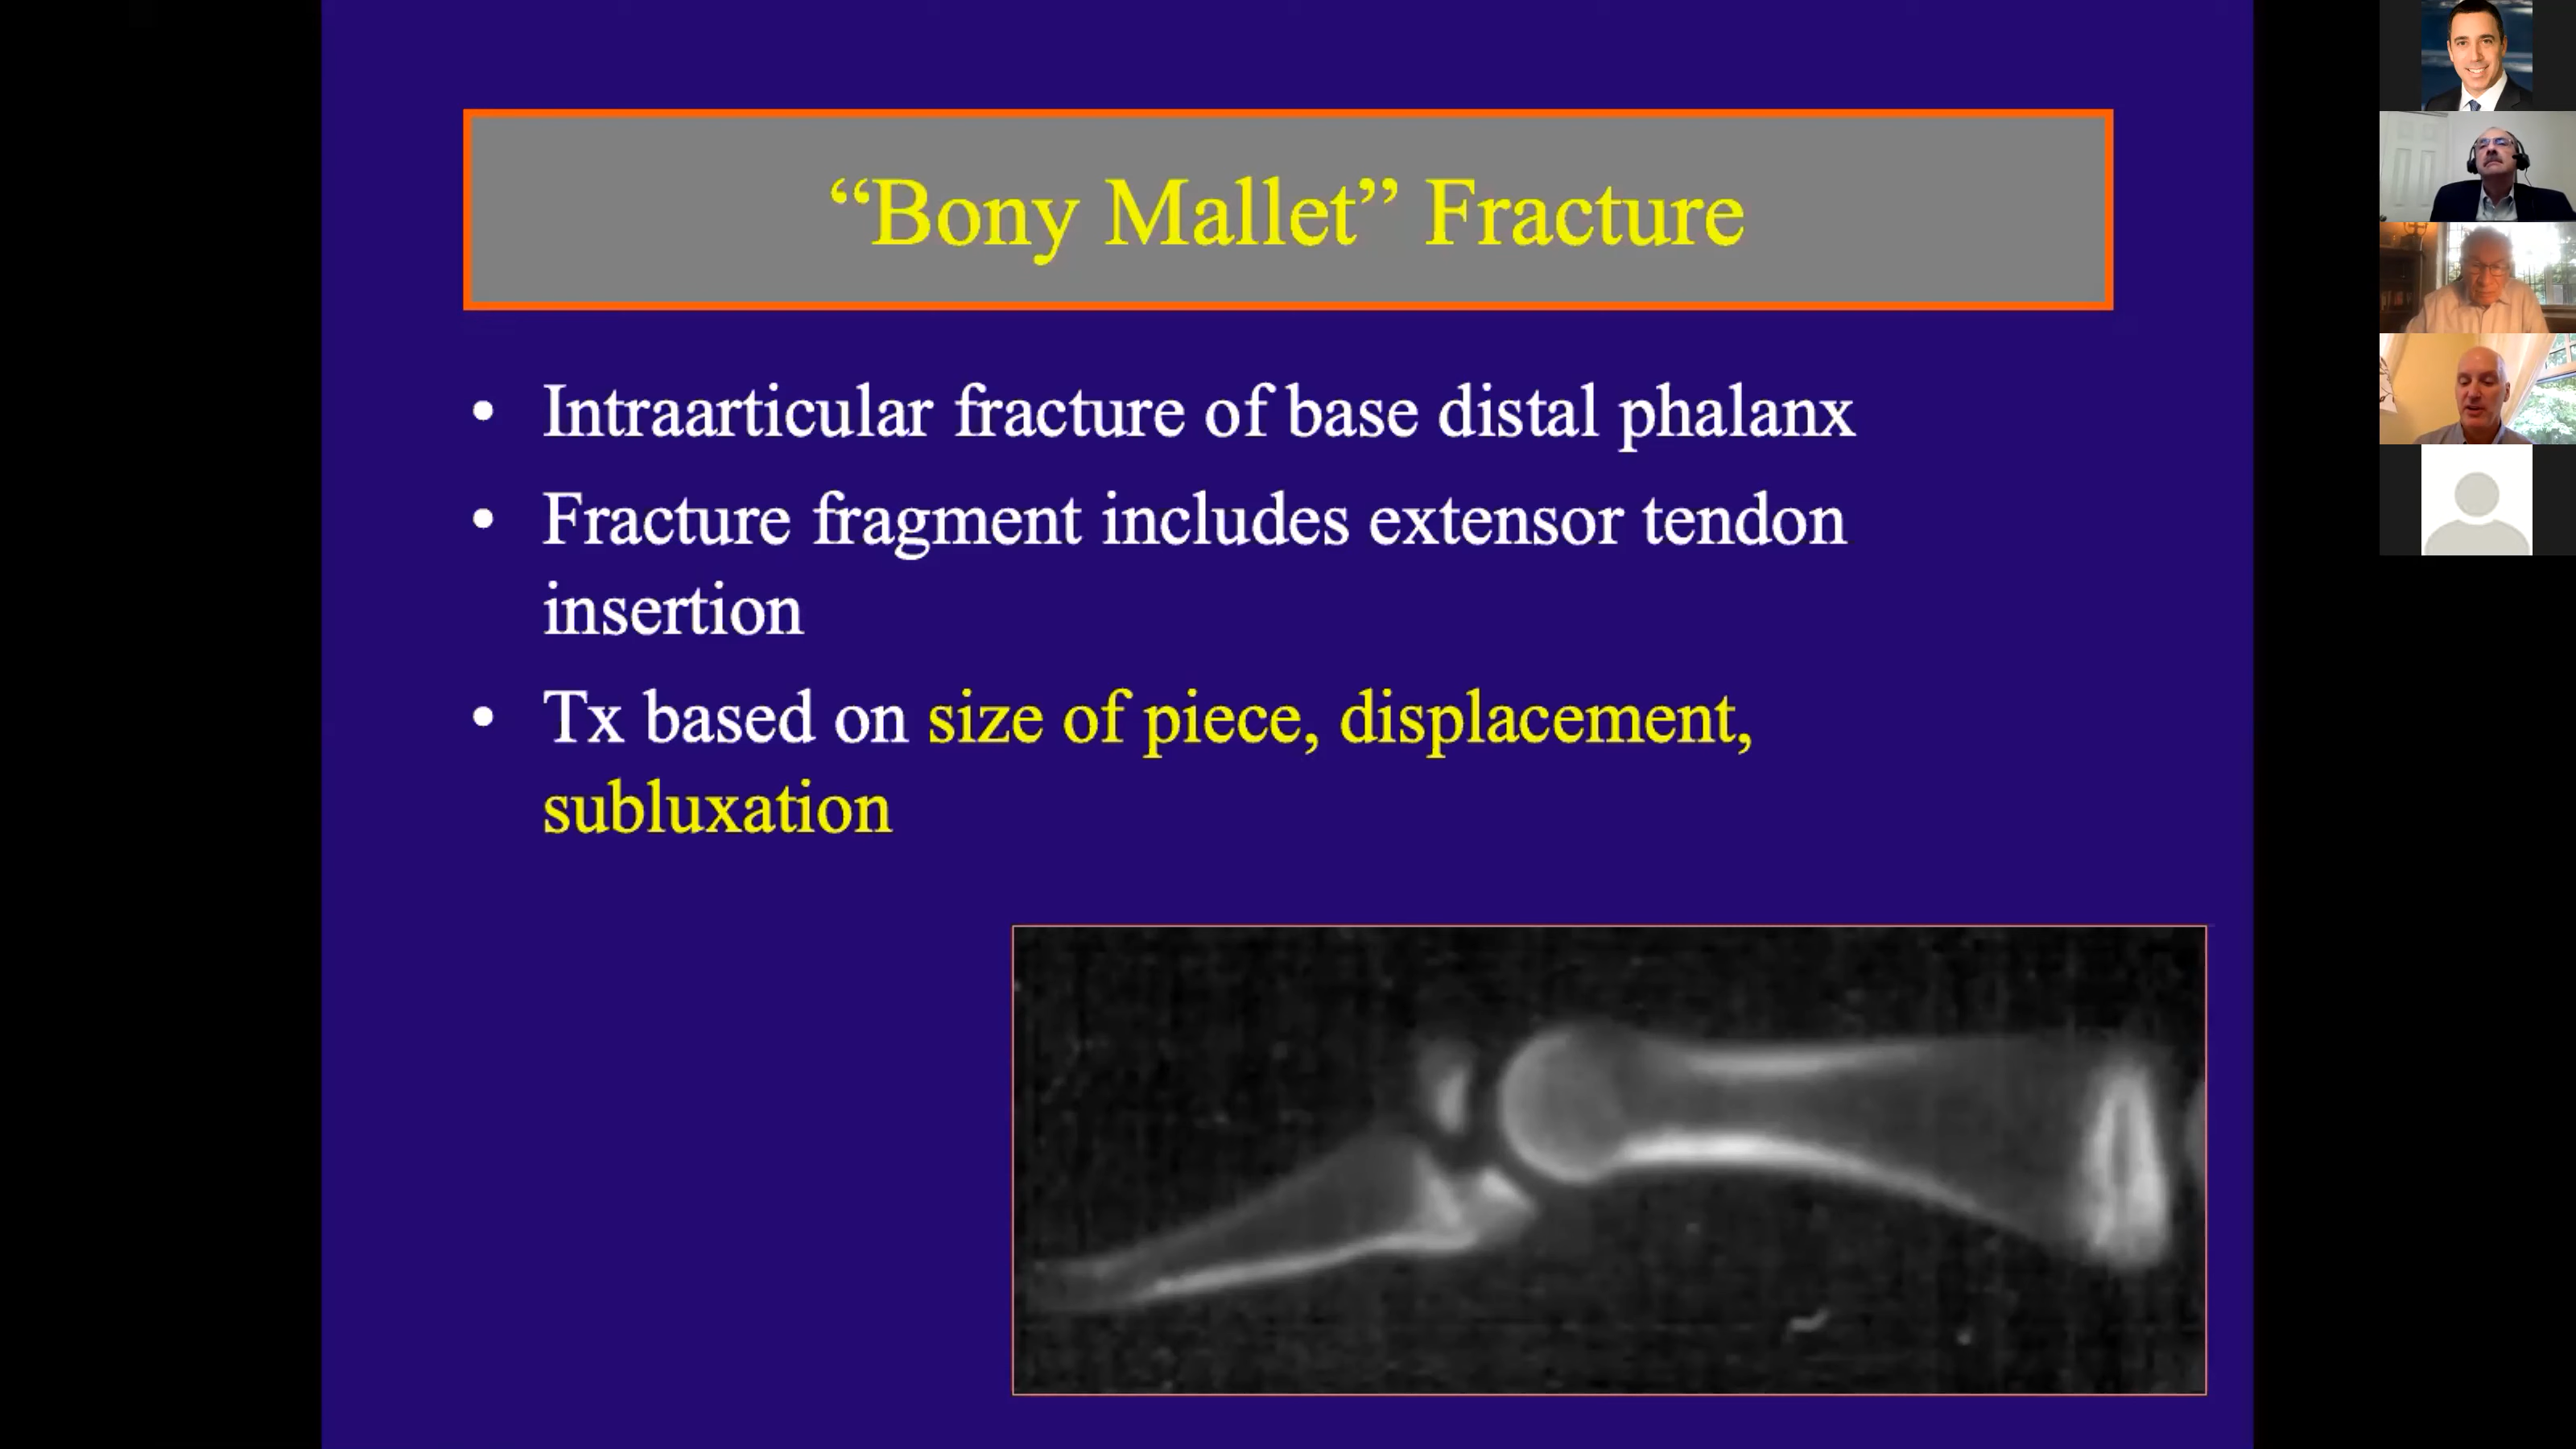 “Bony Mallet” Fracture
• Intraarticular fracture of base distal phalanx
• Fracture fragment includes extensor tendon
insertion
• Tx based on size of piece, displacement,
subluxation